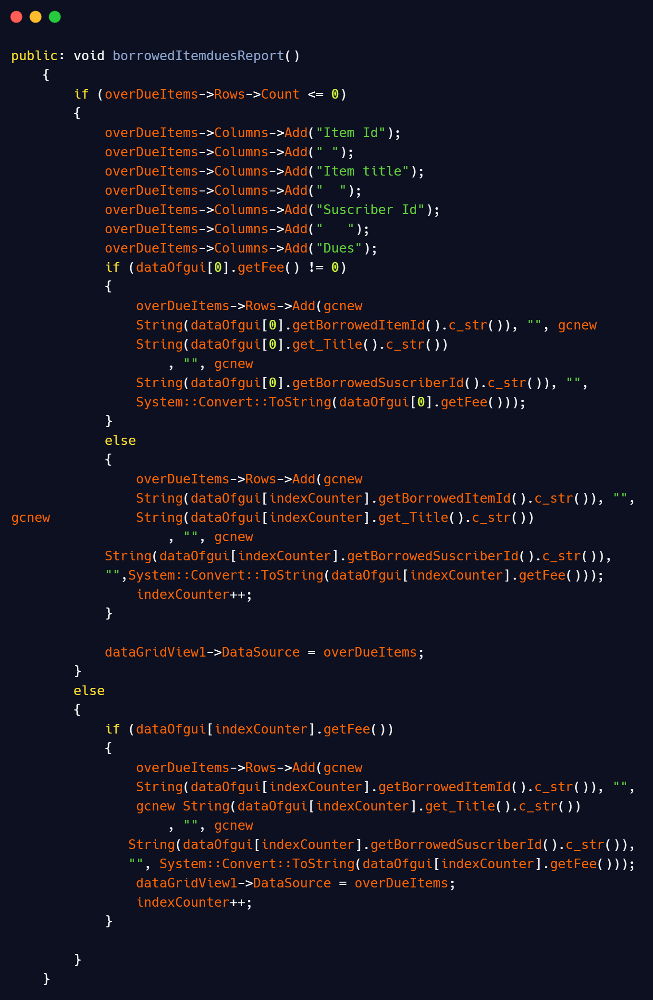 public: void borrowedItemduesReport()
    {
        if (overDueItems->Rows->Count <= 0)
        {
            overDueItems->Columns->Add("Item Id");
            overDueItems->Columns->Add(" ");
            overDueItems->Columns->Add("Item title");
            overDueItems->Columns->Add("  ");
            overDueItems->Columns->Add("Suscriber Id");
            overDueItems->Columns->Add("   ");
            overDueItems->Columns->Add("Dues");
            if (dataOfgui[0].getFee() != 0)
            {
                overDueItems->Rows->Add(gcnew
                String(dataOfgui[0].getBorrowedItemId().c_str()), "", gcnew
                String(dataOfgui[0].get_Title().c_str())
                    , "", gcnew
                String(dataOfgui[0].getBorrowedSuscriberId().c_str()), "",
                System::Convert::ToString(dataOfgui[0].getFee()));
            }
            else
            {
                overDueItems->Rows->Add(gcnew
                String(dataOfgui[indexCounter].getBorrowedItemId().c_str()), "",
gcnew           String(dataOfgui[indexCounter].get_Title().c_str())
                    , "", gcnew
            String(dataOfgui[indexCounter].getBorrowedSuscriberId().c_str()),
            "",System::Convert::ToString(dataOfgui[indexCounter].getFee()));
                indexCounter++;
            }

            dataGridView1->DataSource = overDueItems;
        }
        else
        {
            if (dataOfgui[indexCounter].getFee())
            {
                overDueItems->Rows->Add(gcnew
                String(dataOfgui[indexCounter].getBorrowedItemId().c_str()), "",
                gcnew String(dataOfgui[indexCounter].get_Title().c_str())
                    , "", gcnew
               String(dataOfgui[indexCounter].getBorrowedSuscriberId().c_str()),
               "", System::Convert::ToString(dataOfgui[indexCounter].getFee()));
                dataGridView1->DataSource = overDueItems;
                indexCounter++;
            }

        }
    }